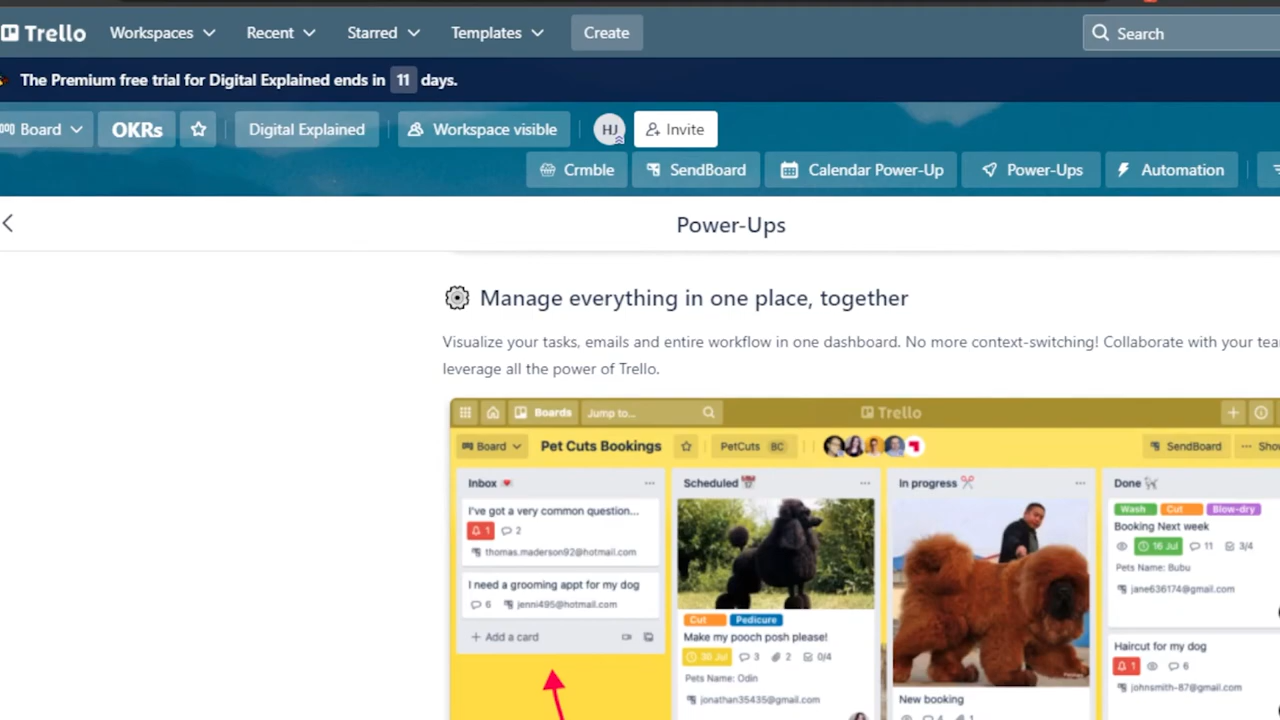 Trello
Workspaces
Recent
Starred
Templates
Create
Search
The Premium free trial for Digital Explained ends in 11 days.
Board
OKRs
Digital Explained
Workspace visible
HJ
Invite
Crmble
SendBoard
Calendar Power-Up
Power-Ups
Automation
Power-Ups
Manage everything in one place, together
Visualize your tasks, emails and entire workflow in one dashboard. No more context-switching! Collaborate with your
leverage all the power of Trello.
Boards
Jump to...
Trello
Board
Pet Cuts Bookings
PetCuts BC
SendBoard
Inbox
I've got a very common question...
1 2
thomas.maderson92@hotmail.com
I need a grooming appt for my dog
6 jenni495@hotmail.com
+ Add a card
Scheduled
Cut Pedicure
Make my pooch posh please!
30 Jul 3 2 0/4
Pets Name: Odin
jonathan35435@gmail.com
In progress
New booking
4 1
Done
Wash Cut Blow-dry
Booking Next week
16 Jul 11 3/4
Pets Name: Bubu
jane636174@gmail.com
Haircut for my dog
1 6
johnsmith-87@gmail.com